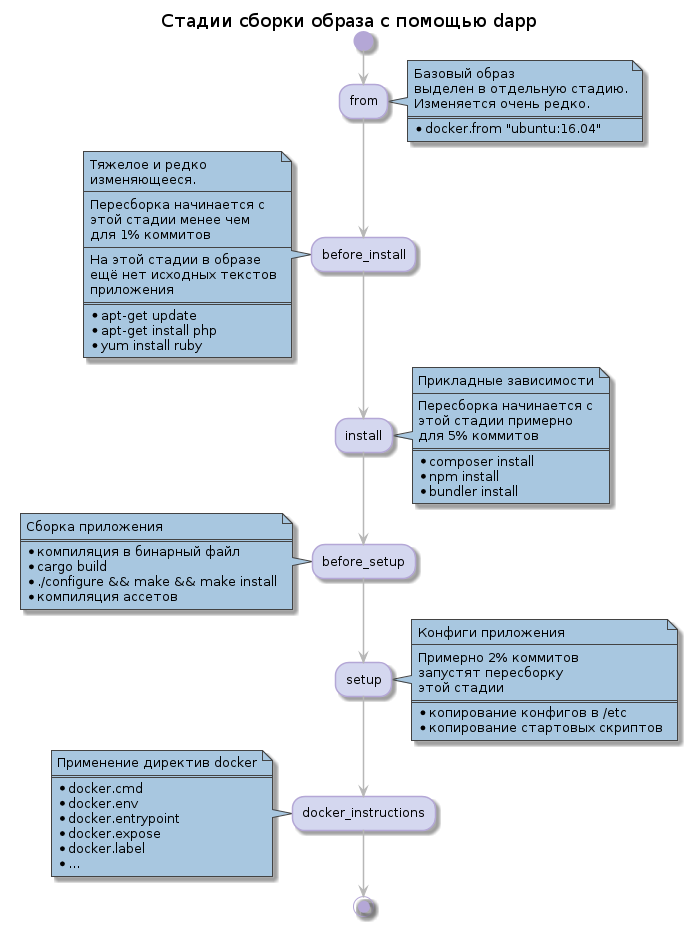 Стадии сборки образа с помощью dapp
from
Базовый образ
выделен в отдельную стадию.
Изменяется очень редко.
• docker.from "ubuntu:16.04"
Тяжелое и редко
изменяющееся.
Пересборка начинается с
этой стадии менее чем
для 1% коммитов
На этой стадии в образе
ещё нет исходных текстов
приложения
• apt-get update
• apt-get install php
• yum install ruby
before_install
Прикладные зависимости
Пересборка начинается с
этой стадии примерно
для 5% коммитов
• composer install
• npm install
• bundler install
install
Сборка приложения
• компиляция в бинарный файл
• cargo build
• ./configure && make && make install
• компиляция ассетов
before_setup
Конфиги приложения
Примерно 2% коммитов
запустят пересборку
этой стадии
• копирование конфигов в /etc
• копирование стартовых скриптов
setup
Применение директив docker
• docker.cmd
• docker.env
• docker.entrypoint
• docker.expose
• docker.label
• ...
docker_instructions